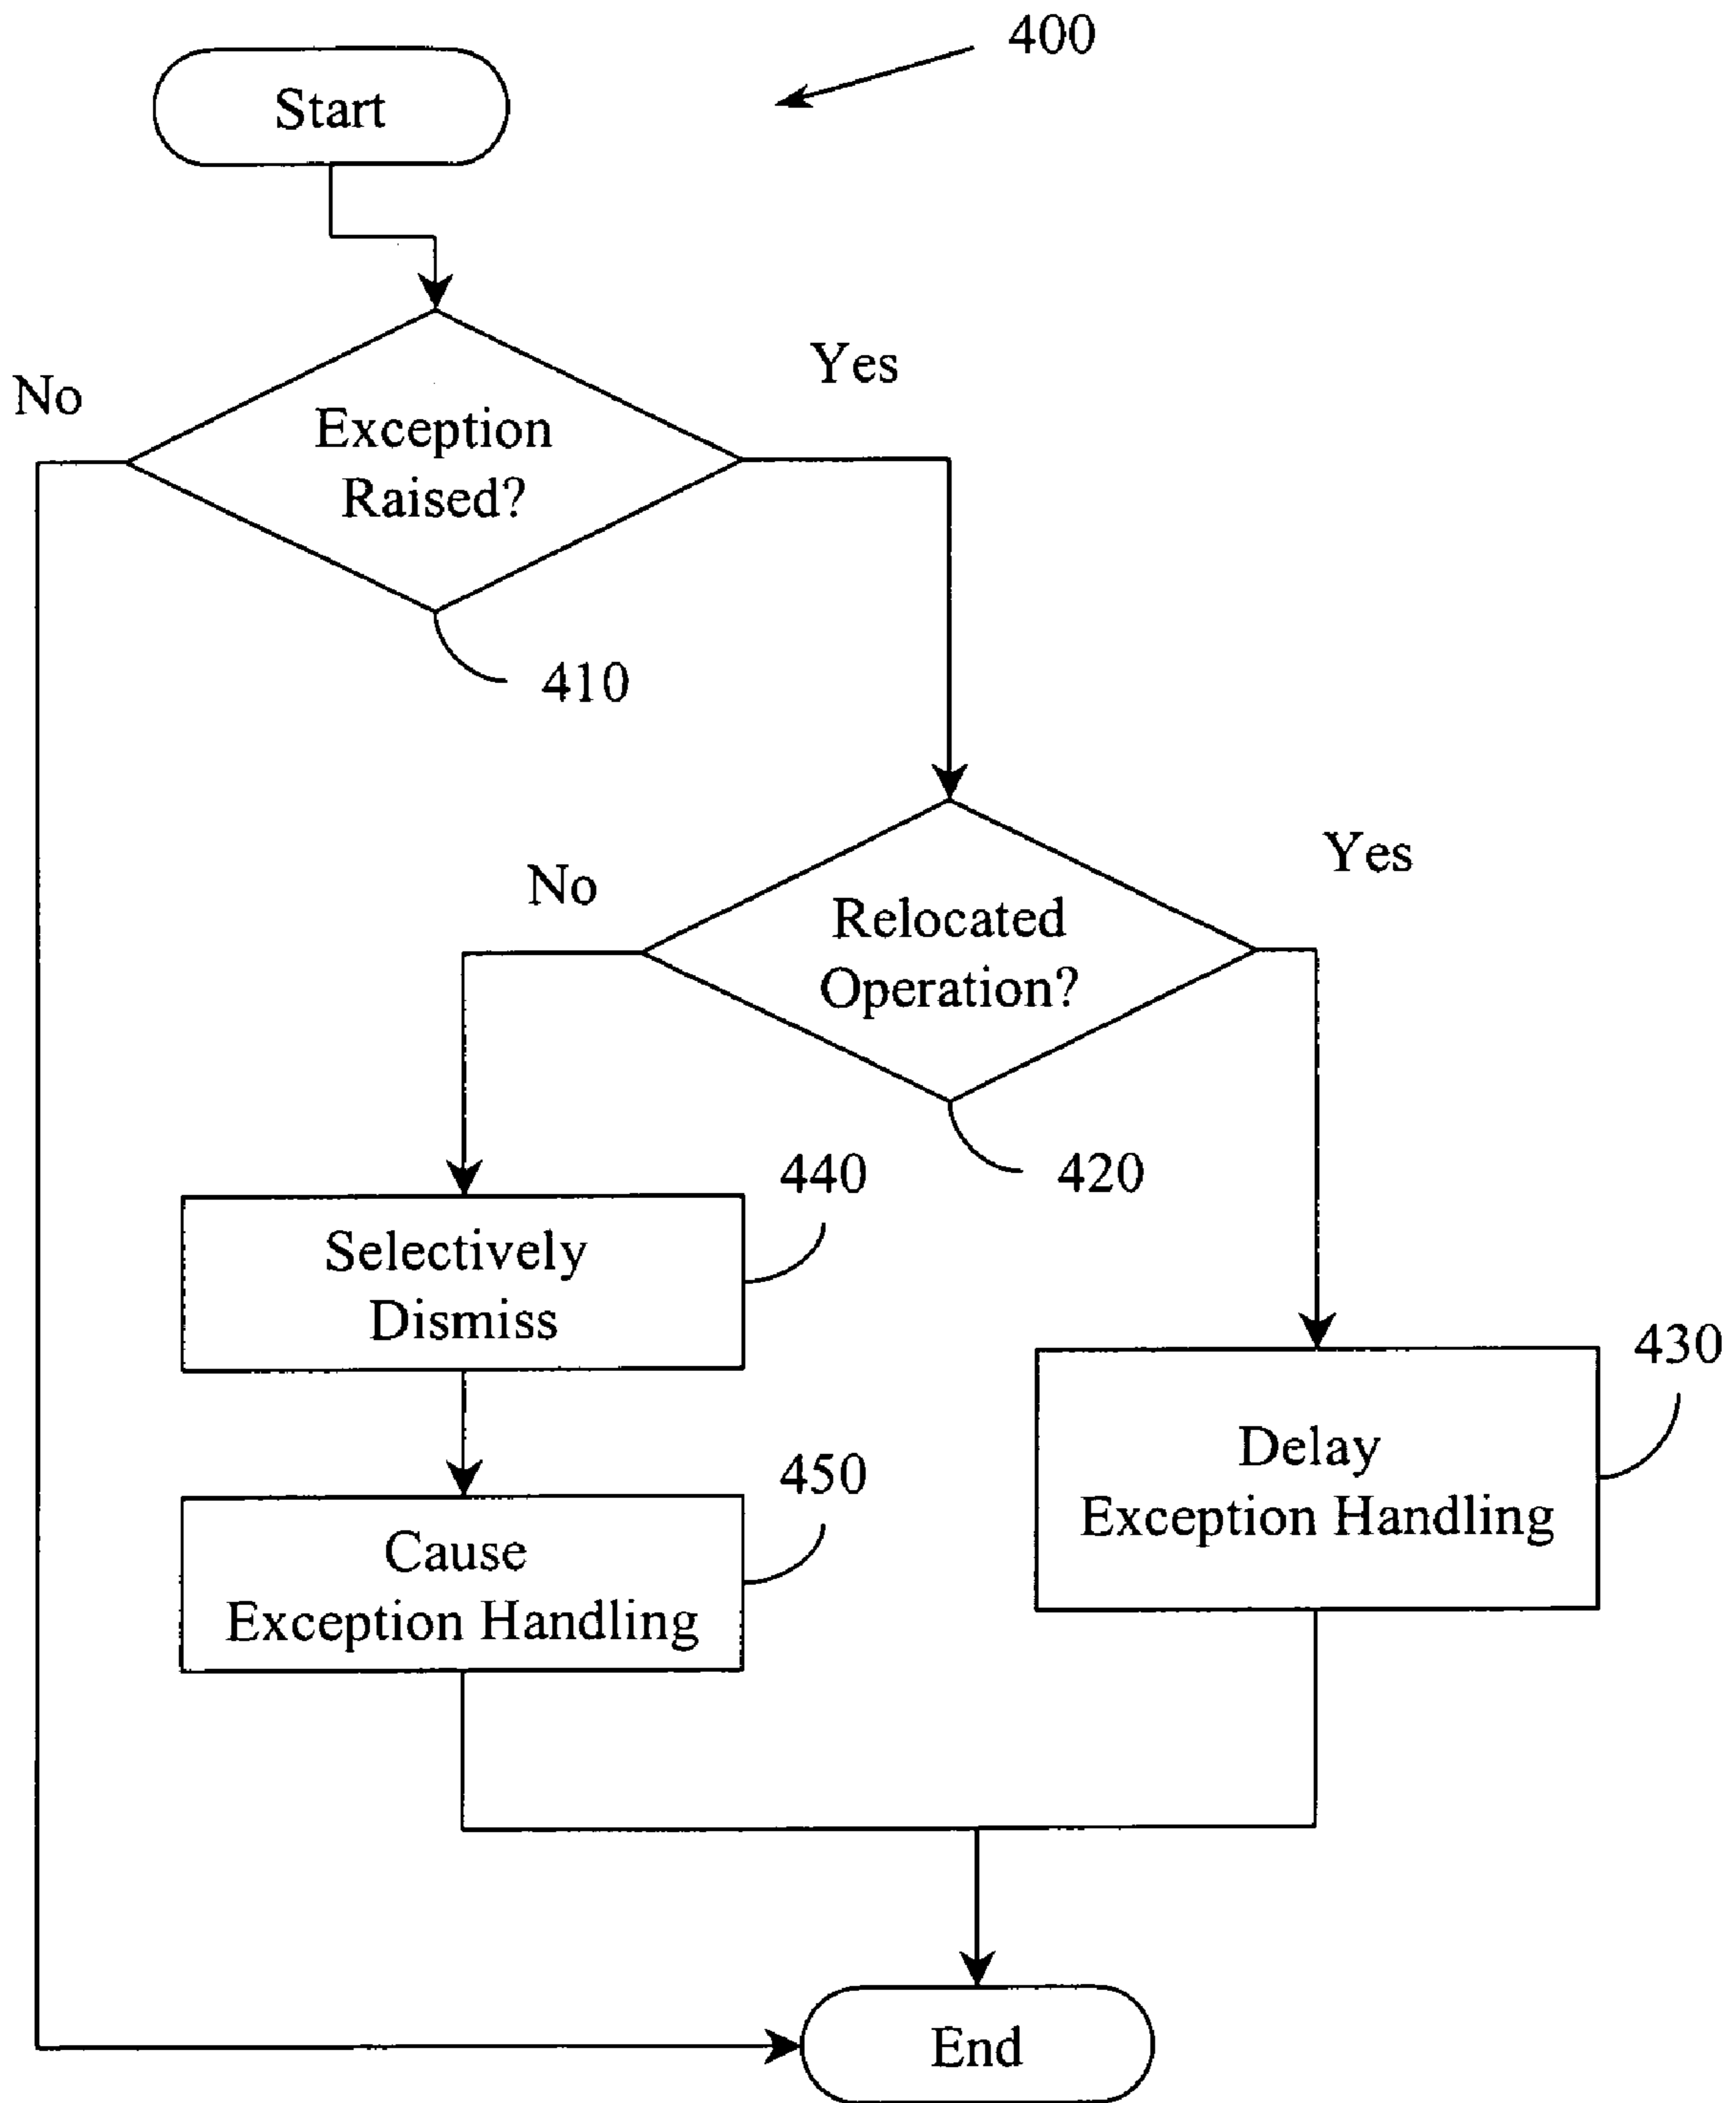 400
Start
No
Yes
Exception
Raised?
410
No
Yes
Relocated
Operation?
420
440
Selectively
Dismiss
430
Delay
Exception Handling
450
Cause
Exception Handling
End